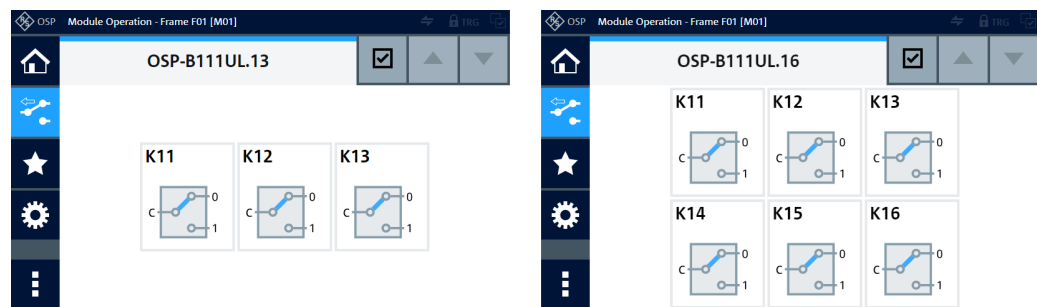 OSP Module Operation - Frame F01 [M01] TRG
OSP-B111UL.13
K11 K12 K13
0 0 0
C C C
1 1 1
OSP Module Operation - Frame F01 [M01] TRG
OSP-B111UL.16
K11 K12 K13
0 0 0
C C C
1 1 1
K14 K15 K16
0 0 0
C C C
1 1 1